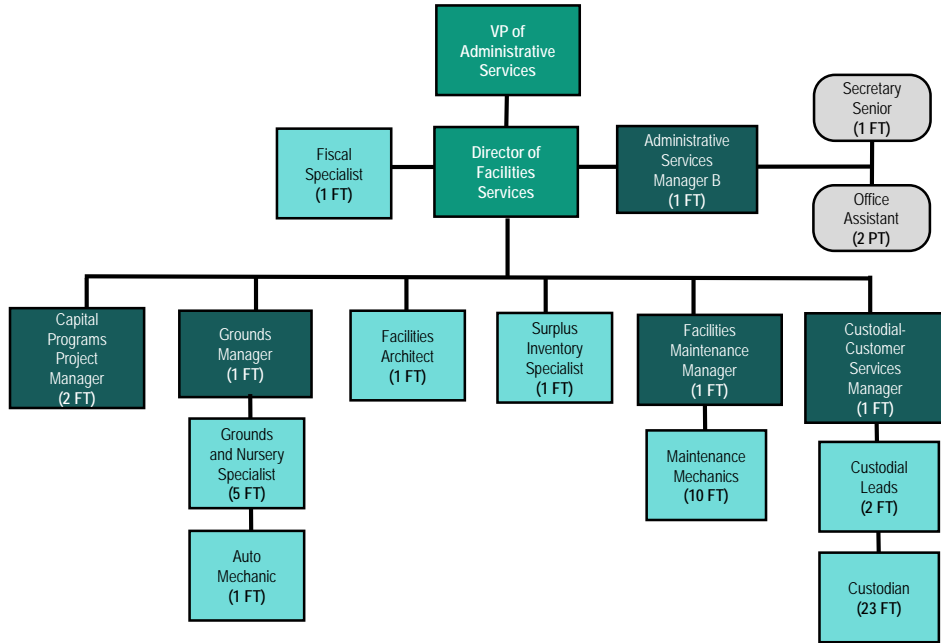 VP of
Administrative
Services
Secretary
Senior
(1 FT)
Fiscal
Specialist
(1 FT)
Director of
Facilities
Services
Administrative
Services
Manager B
(1 FT)
Office
Assistant
(2 PT)
Capital
Programs
Project
Manager
(2 FT)
Grounds
Manager
(1 FT)
Facilities
Architect
(1 FT)
Surplus
Inventory
Specialist
(1 FT)
Facilities
Maintenance
Manager
(1 FT)
Custodial-
Customer
Services
Manager
(1 FT)
Grounds
and Nursery
Specialist
(5 FT)
Maintenance
Mechanics
(10 FT)
Custodial
Leads
(2 FT)
Auto
Mechanic
(1 FT)
Custodian
(23 FT)